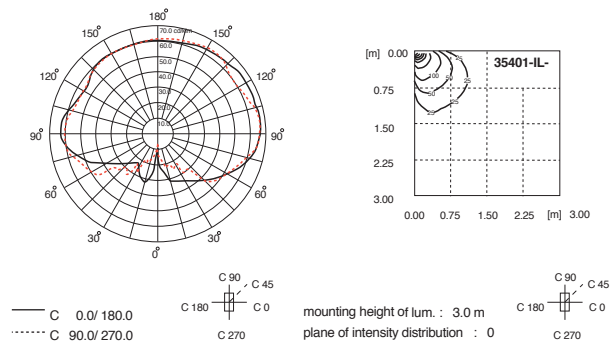 180°
150° 150°
70.0 cd/klm
60.0
50.0
40.0
30.0
20.0
10.0
120° 120°
90° 90°
60° 60°
30° 30°
0°
[m] 0.00
0.75
1.50
2.25
3.00
35401-IL-
25
100 50 25
50 25
25
0.00 0.75 1.50 2.25 [m] 3.00
C 0.0/ 180.0
C 90.0/ 270.0
C 90
C 45
C 180 C 0
C 270
mounting height of lum. : 3.0 m
plane of intensity distribution : 0
C 90
C 45
C 180 C 0
C 270